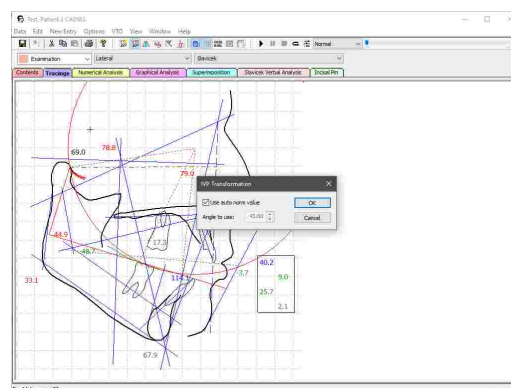 Test, Patient3 CADIAS
Data Edit New Entry Options VTO View Window Help
Normal
Examination Lateral Slavicek
Contents Tracings Numerical Analysis Graphical Analysis Superimposition Slavicek Verbal Analysis Incisal Pin
69.0
78.8
79.0
IVP Transformation
Use auto norm value
OK
Angle to use:
Cancel
44.9
17.3
33.1
114.1
3.7
40.2
9.0
25.7
2.1
67.9